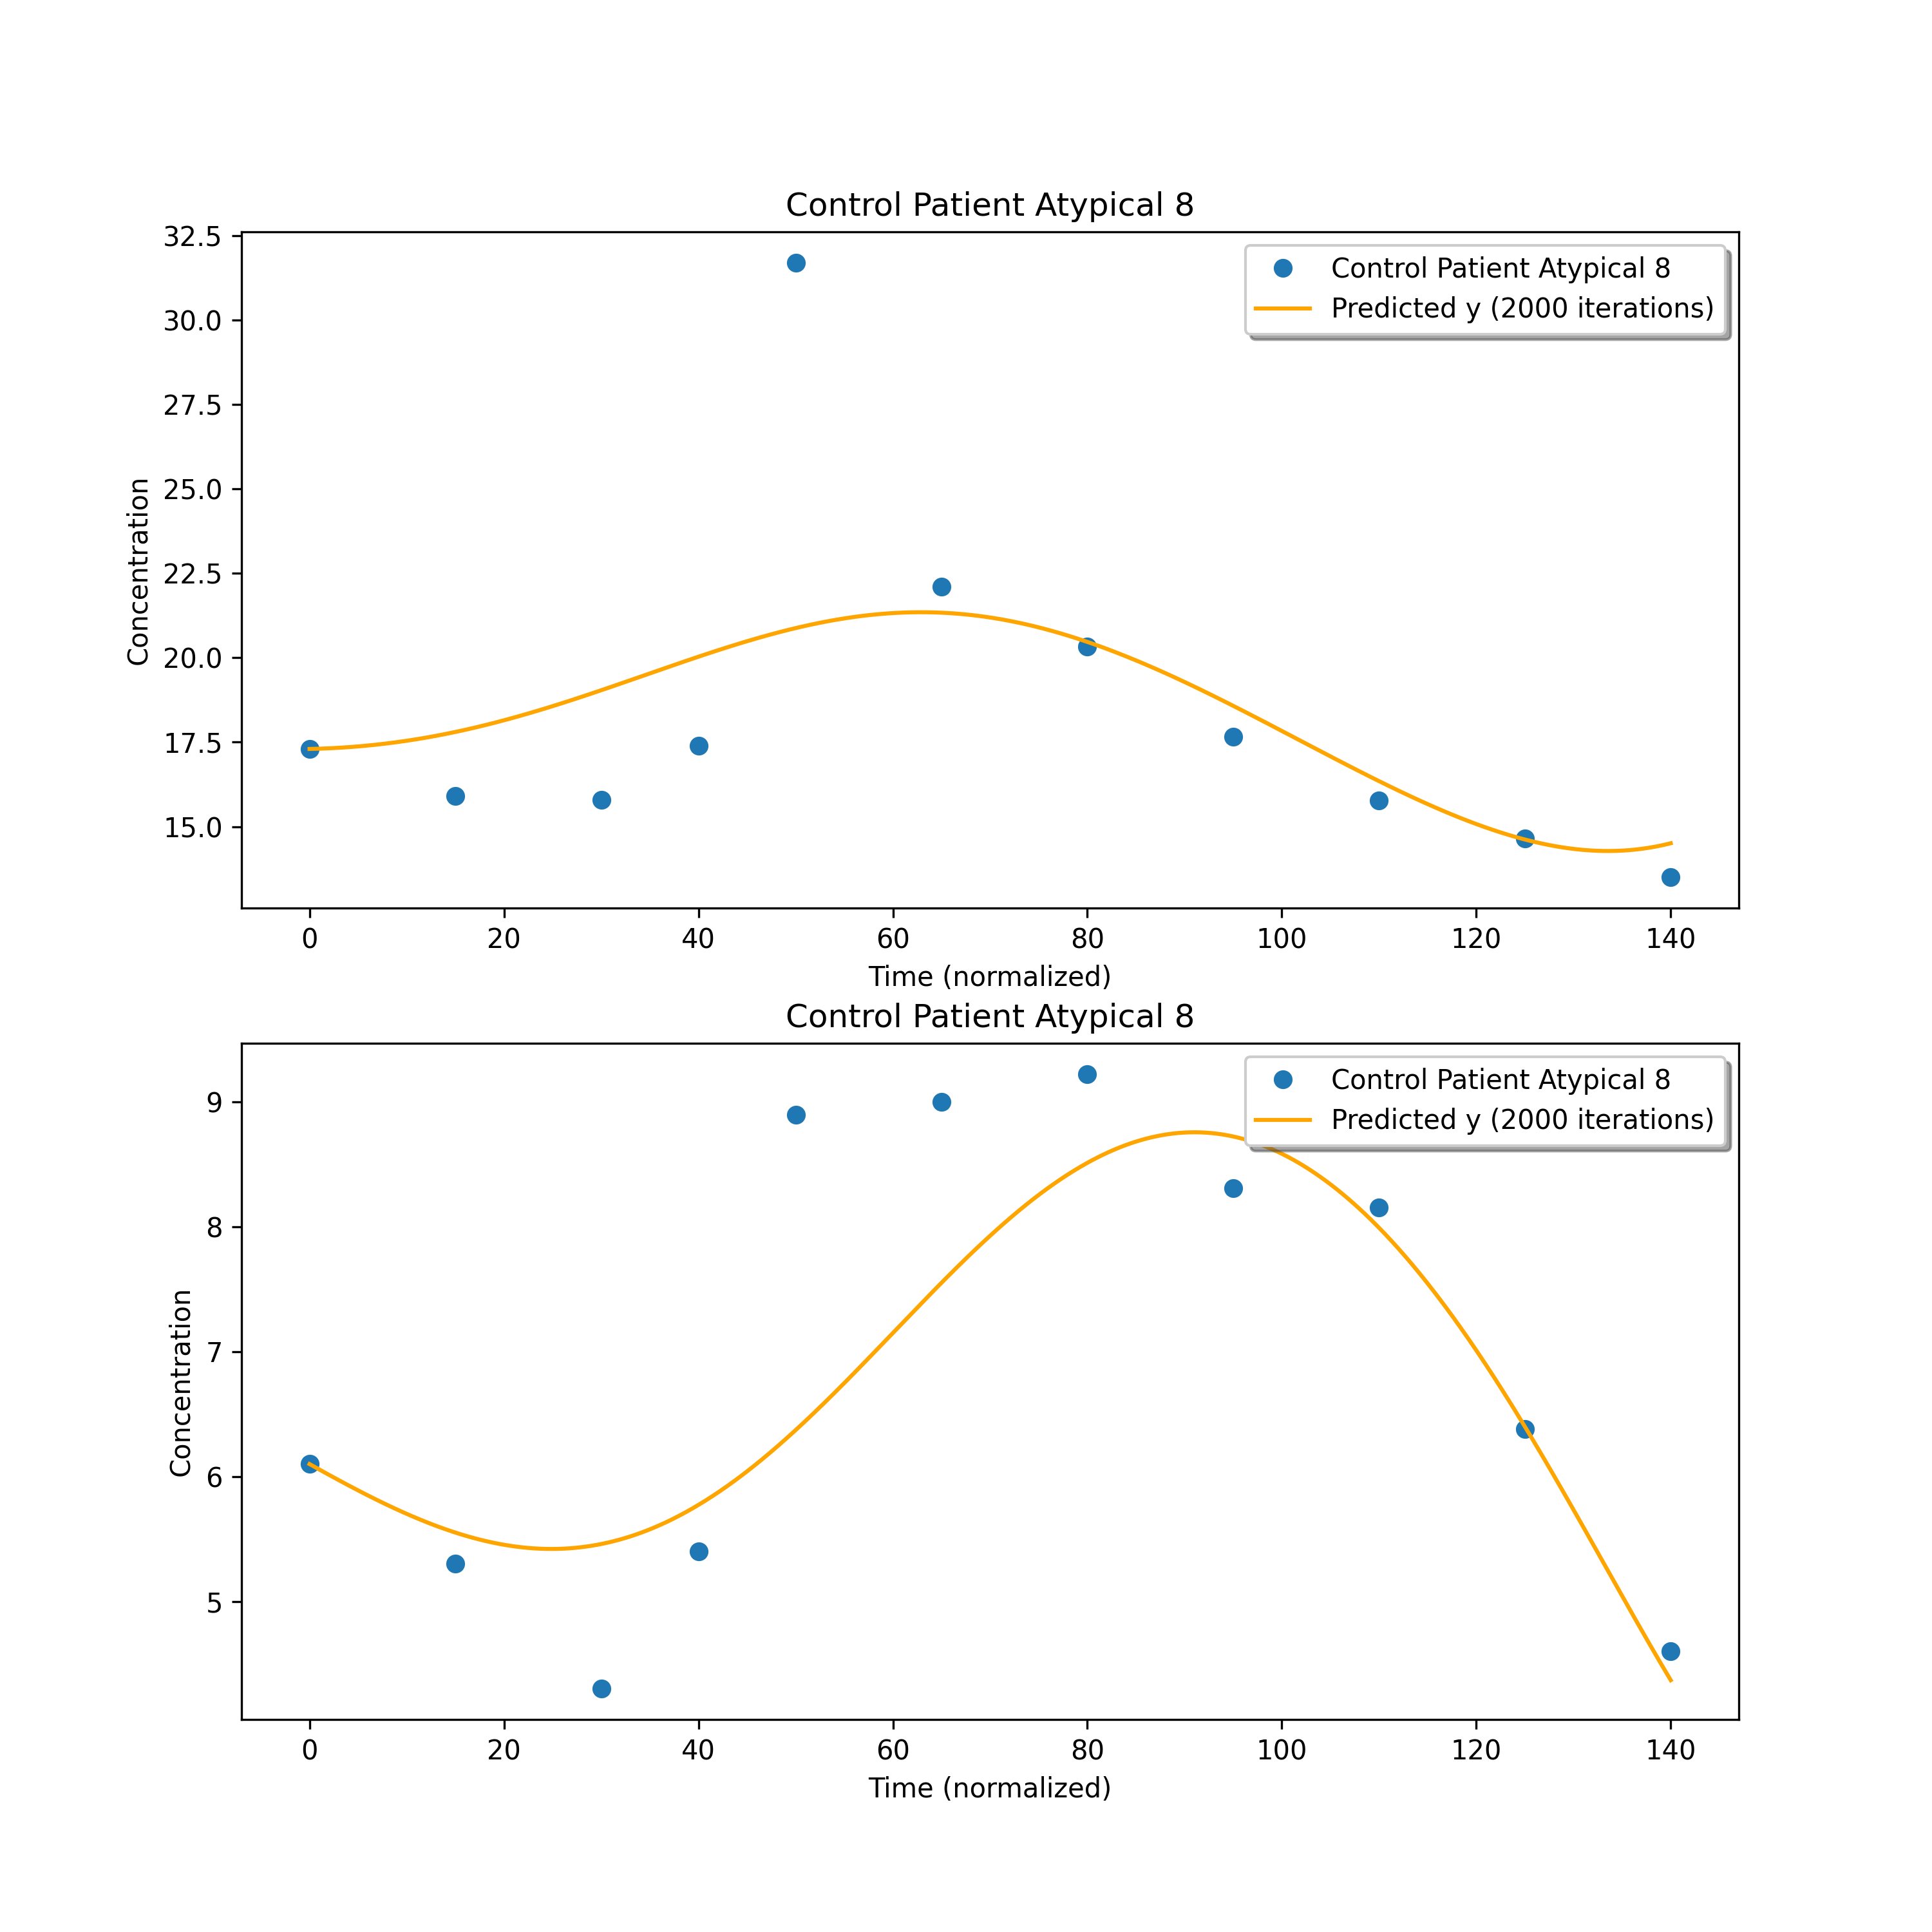 Control Patient Atypical 8
32.5
30.0
27.5
25.0
22.5
20.0
17.5
15.0
Concentration
Control Patient Atypical 8
Predicted y (2000 iterations)
0 20 40 60 80 100 120 140
Time (normalized)
Control Patient Atypical 8
9
8
7
6
5
Concentration
Control Patient Atypical 8
Predicted y (2000 iterations)
0 20 40 60 80 100 120 140
Time (normalized)